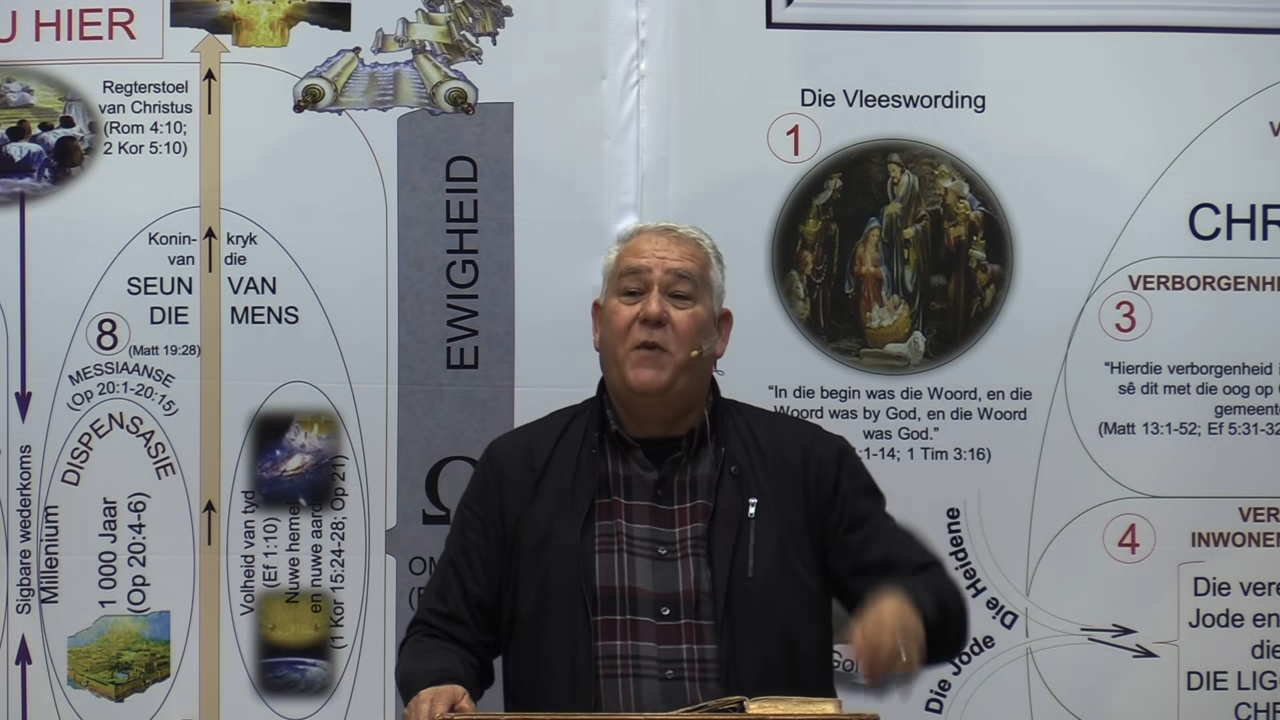 U HIER
Regterstoel
van Christus
(Rom 4:10;
2 Kor 5:10)
Konin- kryk
van die
SEUN VAN
DIE MENS
8
(Matt 19:28)
MESSIAANSE
(Op 20:1-20:15)
DISPENSASIE
1 000 Jaar
(Op 20:4-6)
Millenium
Sigbare wederkoms
Volheid van tyd
(Ef 1:10)
Nuwe heme
en nuwe aard
(1 Kor 15:24-28; Op 21)
EWIGHEID
Ω
Die Vleeswording
1
"In die begin was die Woord, en die
Woord was by God, en die Woord
was God."
:1-14; 1 Tim 3:16)
CHR
VERBORGENHE
3
"Hierdie verborgenheid
sê dit met die oog op
gemeent
(Matt 13:1-52; Ef 5:31-32
4
VER
INWONEN
Die vere
Jode en
die
DIE LIG
CHR
Die Heidene
Die Jode